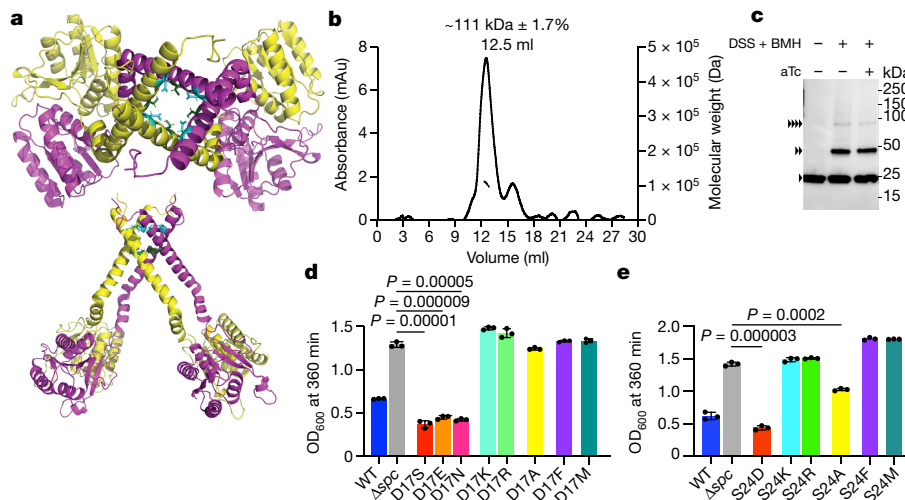 a
b
~111 kDa ± 1.7%
12.5 ml
Absorbance (mAu)
8
6
4
2
0
5 × 10⁵
4 × 10⁵
3 × 10⁵
2 × 10⁵
1 × 10⁵
0
Molecular weight (Da)
0 3 6 9 12 15 18 21 24 27 30
Volume (ml)
c
DSS + BMH – + +
aTc – – + kDa
250
150
100
50
25
15
d
P = 0.00005
P = 0.000009
P = 0.00001
OD₆₀₀ at 360 min
1.5
1.0
0.5
0
WT Δspc D17S D17E D17N D17K D17R D17A D17F D17M
e
P = 0.0002
P = 0.000003
OD₆₀₀ at 360 min
2.0
1.5
1.0
0.5
0
WT Δspc S24D S24K S24R S24A S24F S24M